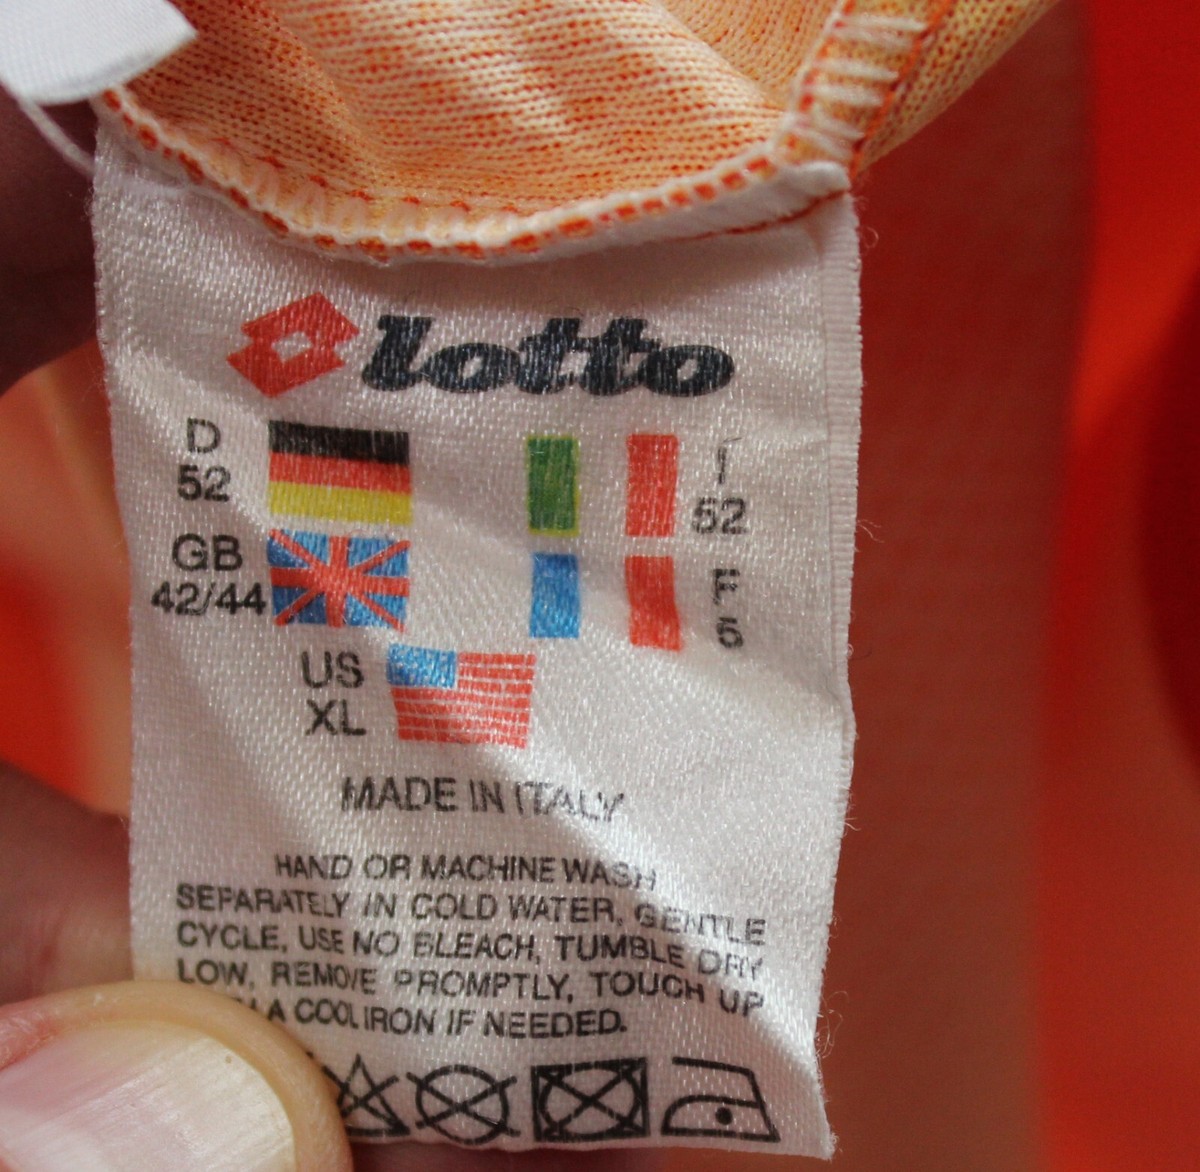 lotto
D
52
I
52
GB
42/44
F
5
US
XL
MADE IN ITALY
HAND OR MACHINE WASH
SEPARATELY IN COLD WATER, GENTLE
CYCLE, USE NO BLEACH, TUMBLE DRY
LOW, REMOVE PROMPTLY, TOUCH UP
A COOL IRON IF NEEDED.